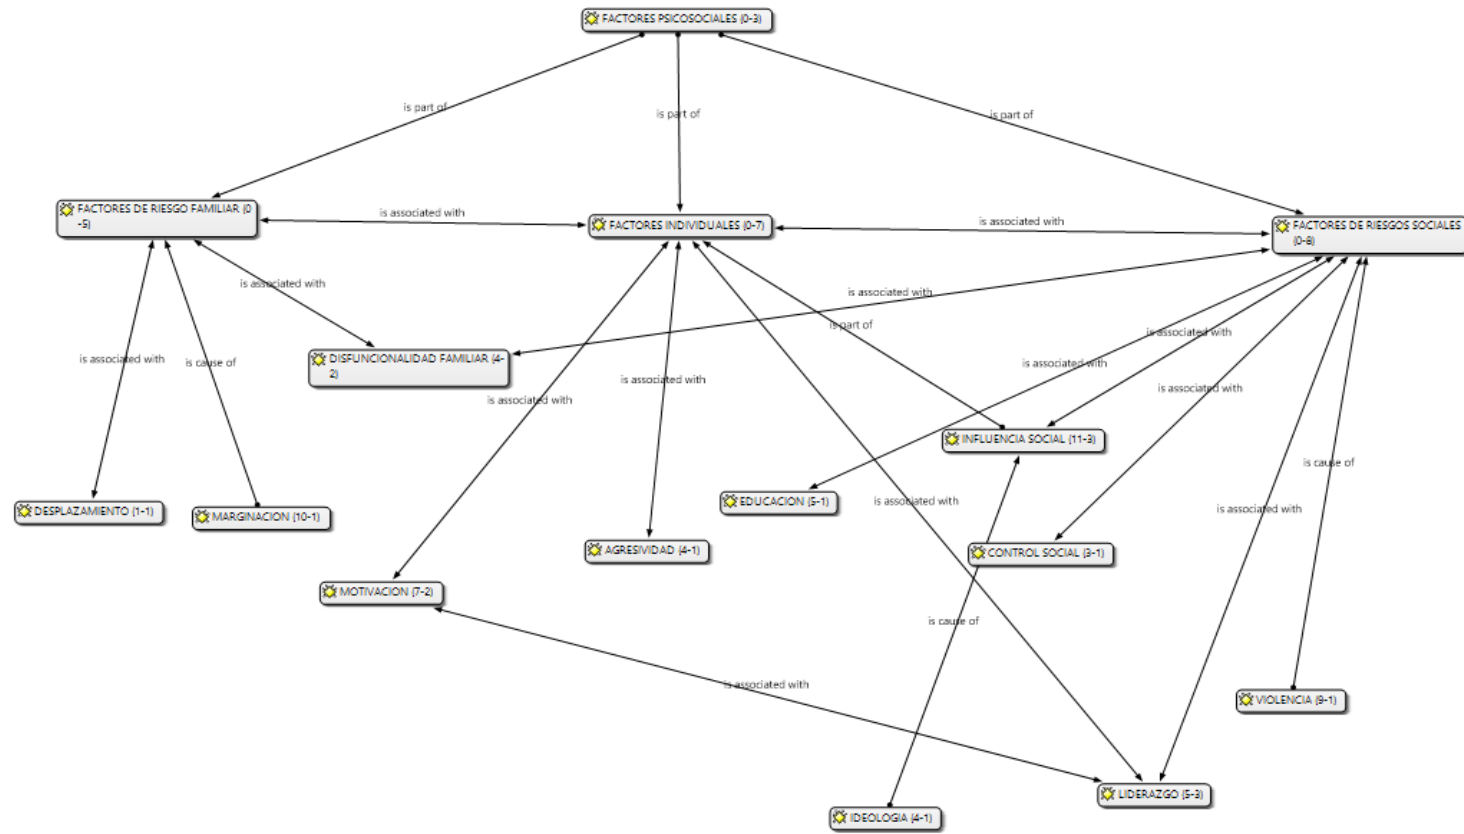 FACTORES PSICOSOCIALES (0-3)
is part of
is part of
is part of
FACTORES DE RIESGO FAMILIAR (0
-5)
is associated with
FACTORES INDIVIDUALES (0-7)
is associated with
FACTORES DE RIESGOS SOCIALES
(0-8)
is associated with
is associated with
is part of
is associated with
is associated with
is cause of
DISFUNCIONALIDAD FAMILIAR (4-
2)
is associated with
is associated with
is associated with
is associated with
INFLUENCIA SOCIAL (11-3)
is cause of
DESPLAZAMIENTO (1-1)
MARGINACION (10-1)
EDUCACION (5-1)
is associated with
is associated with
AGRESIVIDAD (4-1)
CONTROL SOCIAL (3-1)
MOTIVACION (7-2)
is cause of
is associated with
VIOLENCIA (9-1)
LIDERAZGO (5-3)
IDEOLOGIA (4-1)